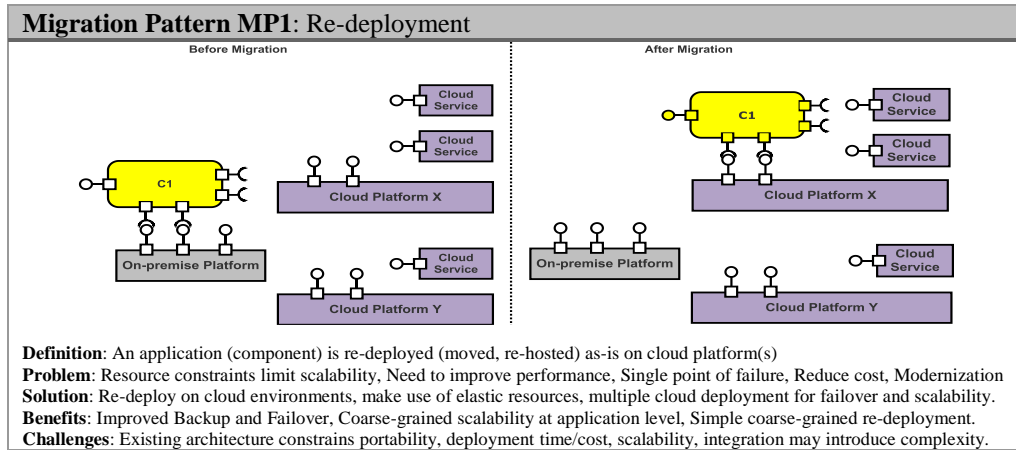 Migration Pattern MP1: Re-deployment
Before Migration
After Migration
Cloud
Service
Cloud
Service
C1
Cloud Platform X
On-premise Platform
Cloud
Service
Cloud Platform Y
Cloud
Service
C1
Cloud
Service
Cloud Platform X
On-premise Platform
Cloud
Service
Cloud Platform Y
Definition: An application (component) is re-deployed (moved, re-hosted) as-is on cloud platform(s)
Problem: Resource constraints limit scalability, Need to improve performance, Single point of failure, Reduce cost, Modernization
Solution: Re-deploy on cloud environments, make use of elastic resources, multiple cloud deployment for failover and scalability.
Benefits: Improved Backup and Failover, Coarse-grained scalability at application level, Simple coarse-grained re-deployment.
Challenges: Existing architecture constrains portability, deployment time/cost, scalability, integration may introduce complexity.